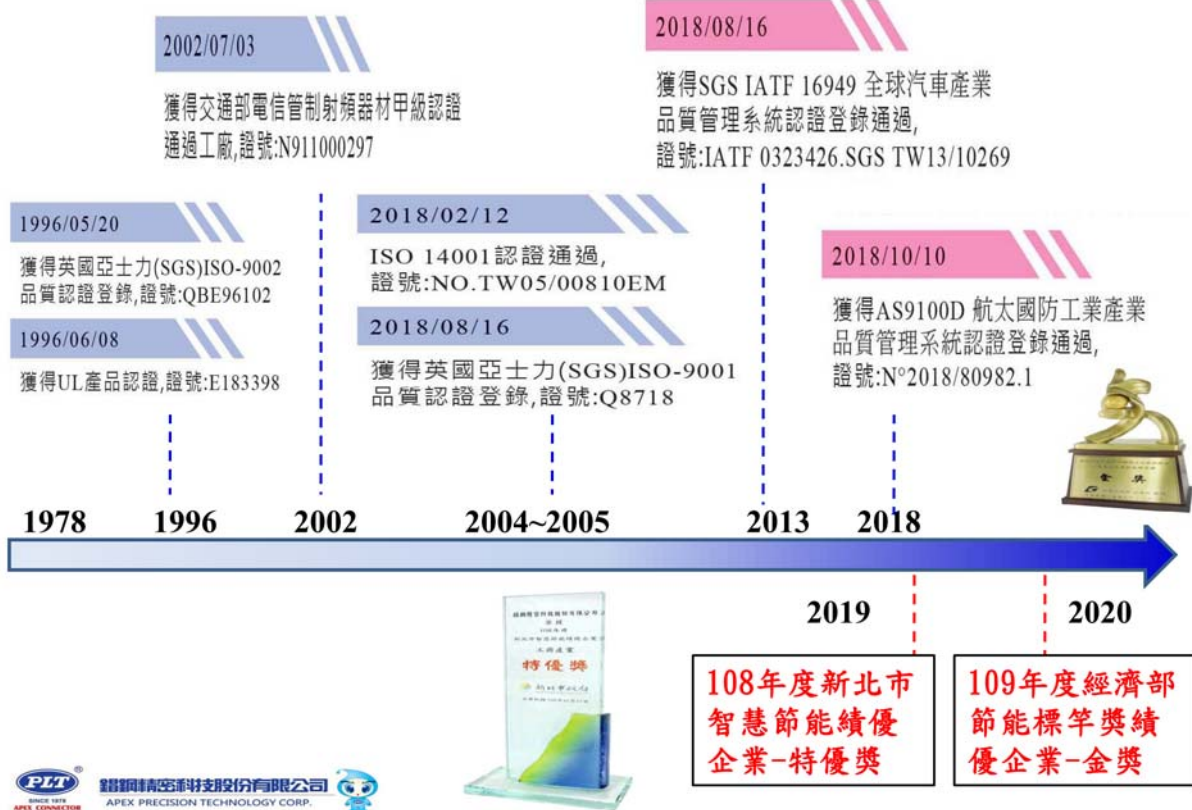 2002/07/03
獲得交通部電信管制射頻器材甲級認證
通過工廠,證號:N911000297
2018/08/16
獲得SGS IATF 16949 全球汽車產業
品質管理系統認證登錄通過,
證號:IATF 0323426.SGS TW13/10269
1996/05/20
獲得英國亞士力(SGS)ISO-9002
品質認證登錄,證號:QBE96102
1996/06/08
獲得UL產品認證,證號:E183398
2018/02/12
ISO 14001認證通過,
證號:NO.TW05/00810EM
2018/08/16
獲得英國亞士力(SGS)ISO-9001
品質認證登錄,證號:Q8718
2018/10/10
獲得AS9100D 航太國防工業產業
品質管理系統認證登錄通過,
證號:N°2018/80982.1
金獎
1978 1996 2002 2004~2005 2013 2018
2019 2020
特優獎
新北市政府
108年度新北市
智慧節能績優
企業-特優獎
109年度經濟部
節能標竿獎績
優企業-金獎
PLT®
SINCE 1978
APEX CONNECTOR
錩鋼精密科技股份有限公司
APEX PRECISION TECHNOLOGY CORP.